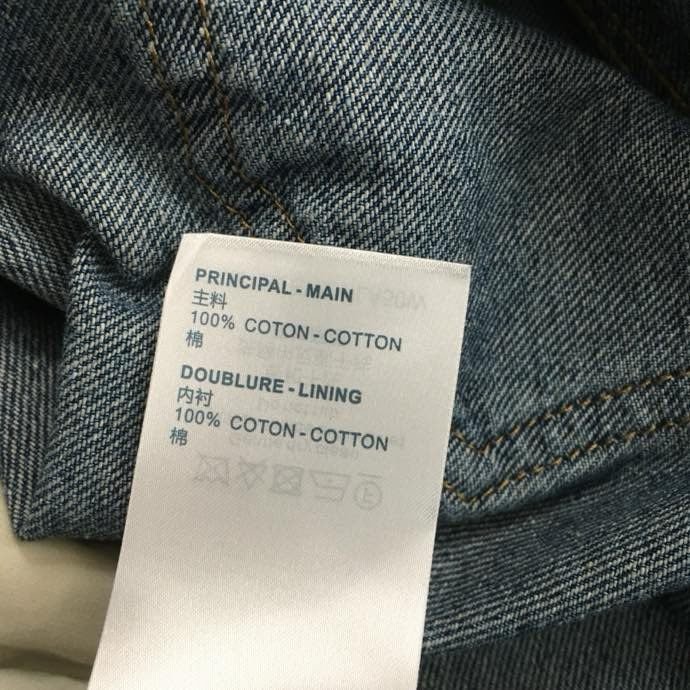 PRINCIPAL - MAIN
主料
100% COTON - COTTON
棉
DOUBLURE - LINING
内衬
100% COTON - COTTON
棉